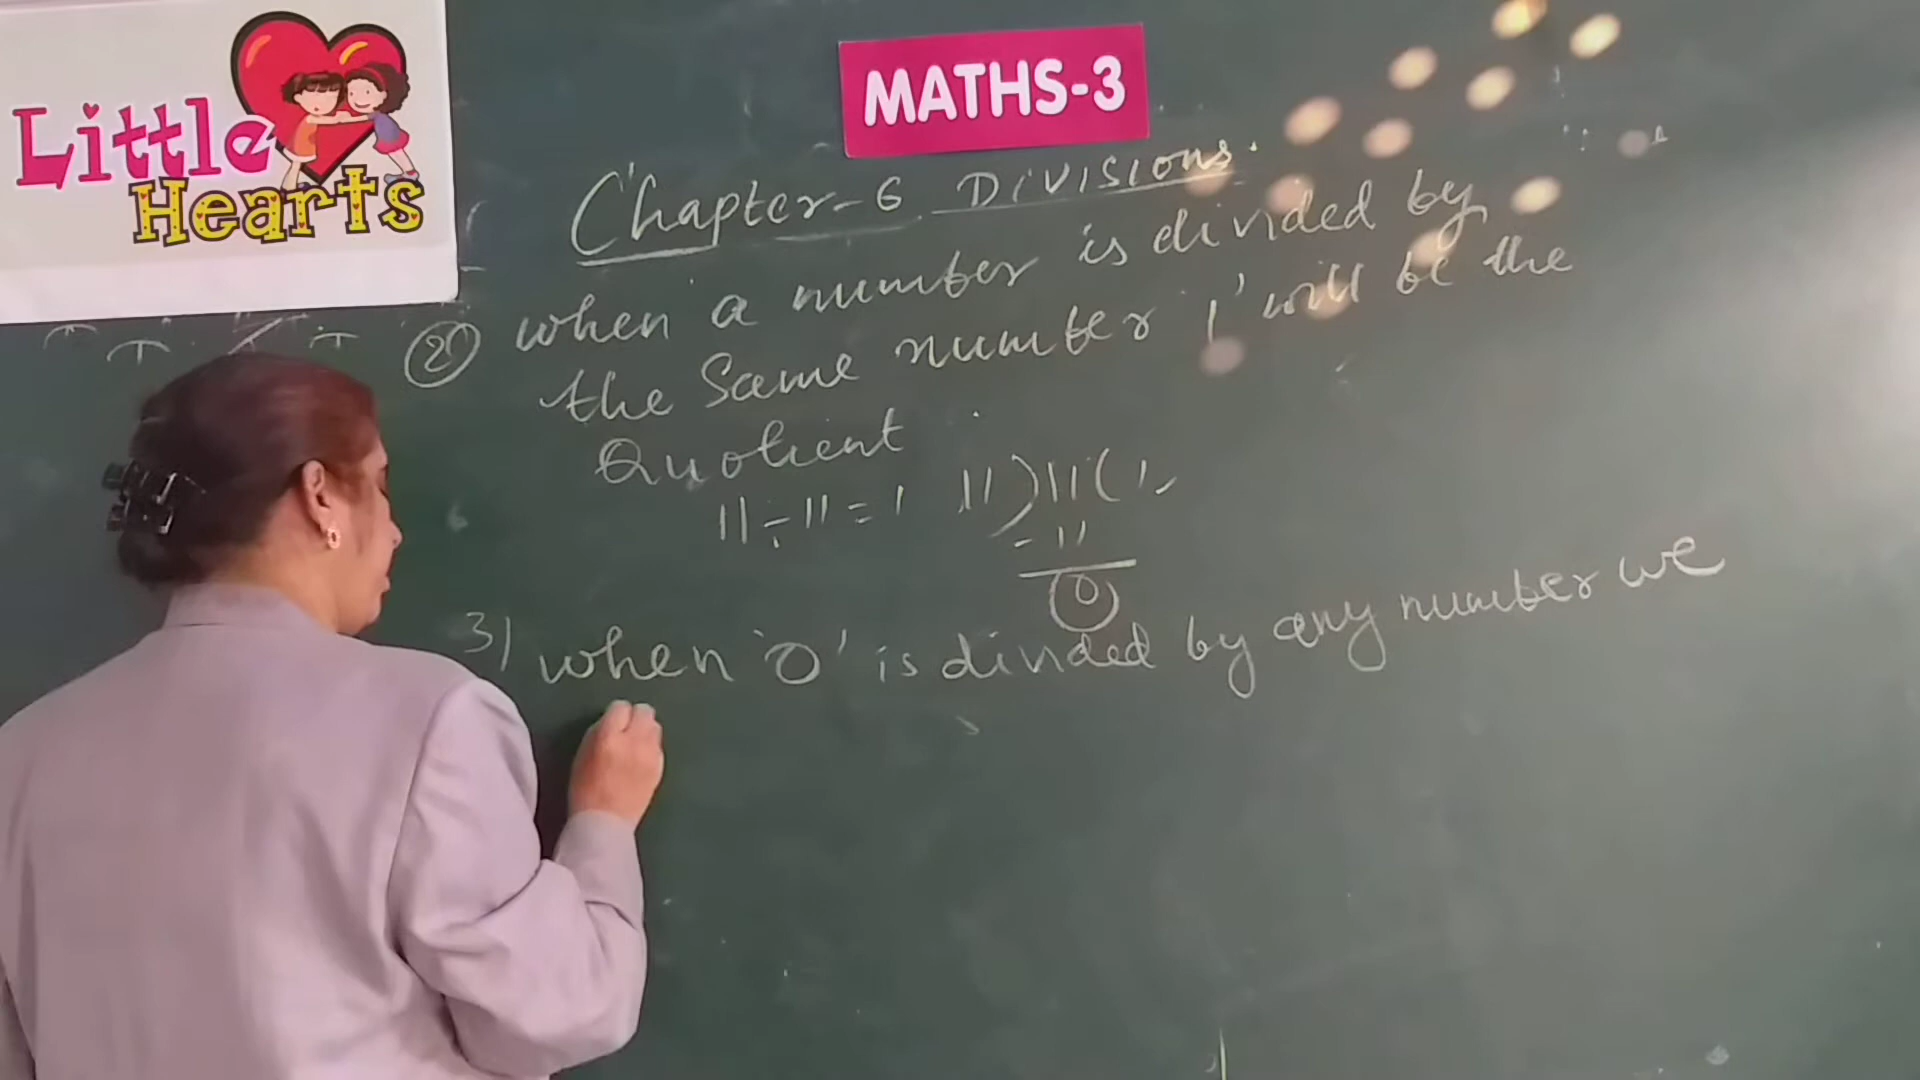 Little
Hearts
MATHS-3
Chapter-6 Divisions.
② when a number is divided by
the Same number '1' will be the
Quotient.
11÷11=1 11)11(1
-11
0
3) when '0' is divided by any number we